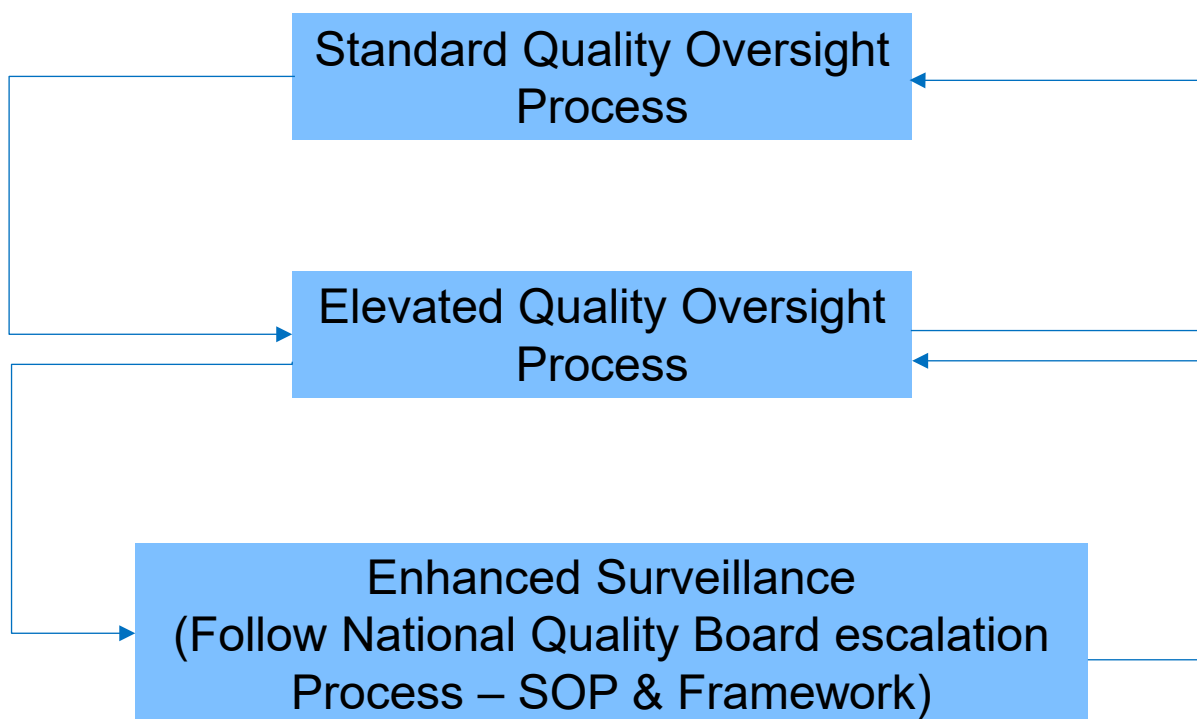 Standard Quality Oversight
Process
Elevated Quality Oversight
Process
Enhanced Surveillance
(Follow National Quality Board escalation
Process – SOP & Framework)